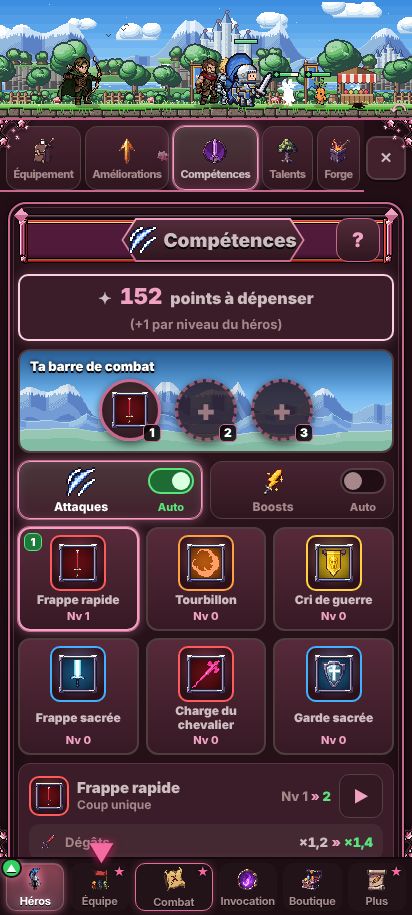 Équipement
Améliorations
Compétences
Talents
Forge
×
Compétences
?
152 points à dépenser
(+1 par niveau du héros)
Ta barre de combat
1
+ 2
+ 3
Attaques
Auto
Boosts
Auto
1
Frappe rapide
Nv 1
Tourbillon
Nv 0
Cri de guerre
Nv 0
Frappe sacrée
Nv 0
Charge du
chevalier
Nv 0
Garde sacrée
Nv 0
Frappe rapide
Coup unique
Nv 1 » 2
Dégâts
×1,2 » ×1,4
Héros
Équipe
Combat
Invocation
Boutique
Plus